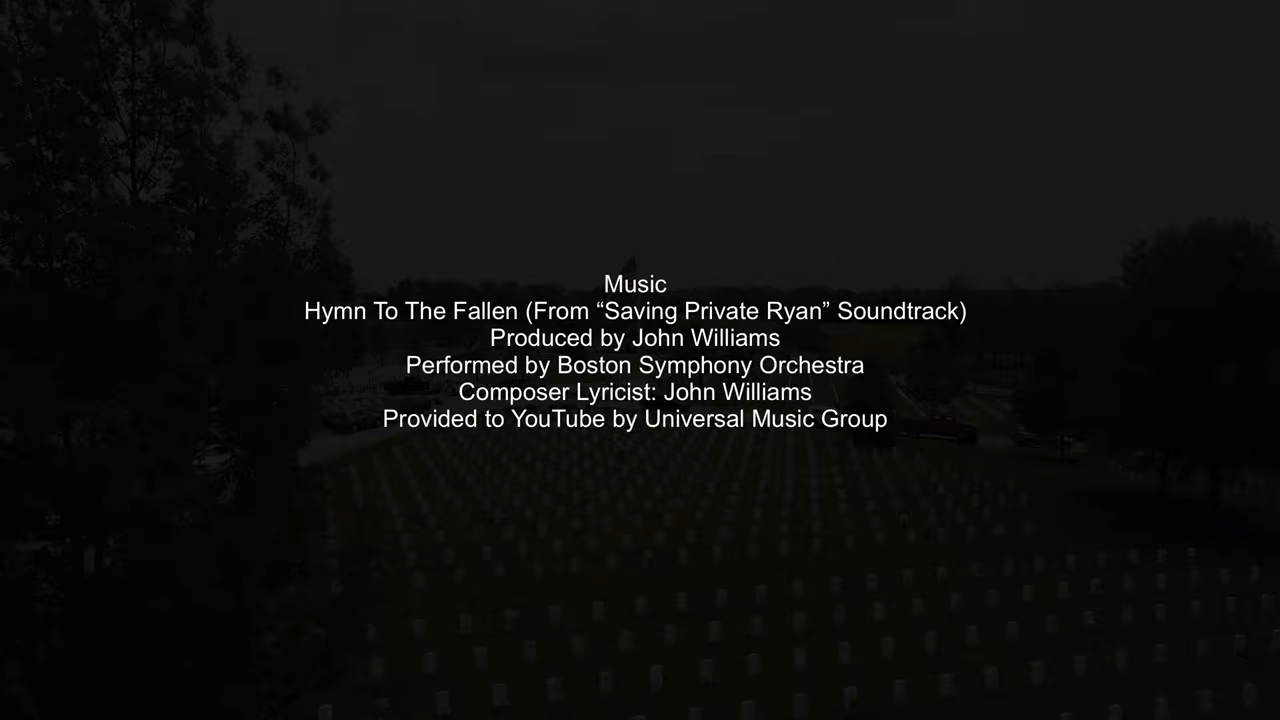 Music
Hymn To The Fallen (From “Saving Private Ryan” Soundtrack)
Produced by John Williams
Performed by Boston Symphony Orchestra
Composer Lyricist: John Williams
Provided to YouTube by Universal Music Group